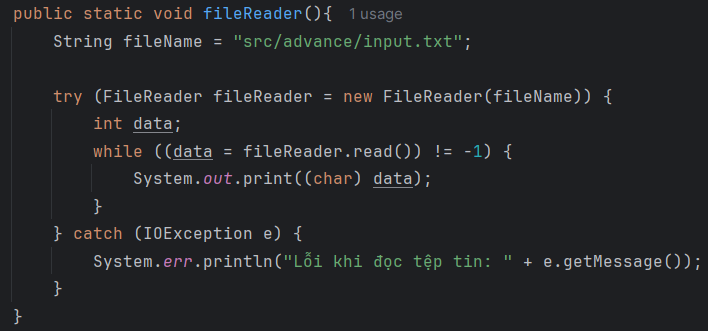 public static void fileReader(){ 1 usage
String fileName = "src/advance/input.txt";
try (FileReader fileReader = new FileReader(fileName)) {
int data;
while ((data = fileReader.read()) != -1) {
System.out.print((char) data);
}
} catch (IOException e) {
System.err.println("Lỗi khi đọc tệp tin: " + e.getMessage());
}
}